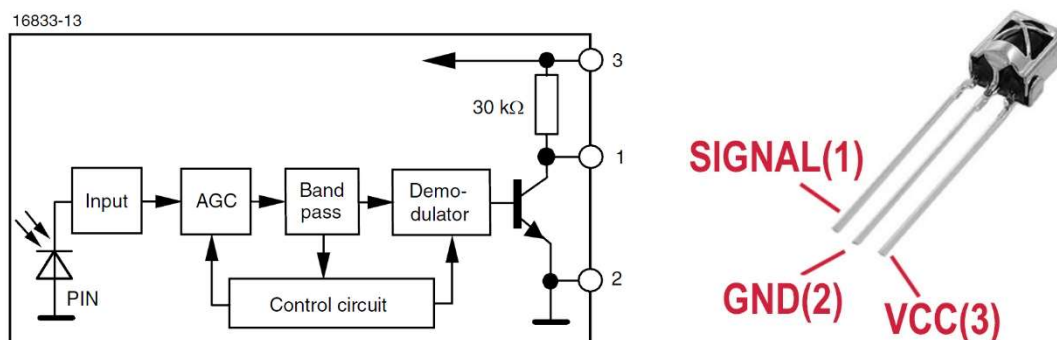 16833-13
3
30 kΩ
1
Input
AGC
Band
pass
Demo-
dulator
2
Control circuit
PIN
SIGNAL(1)
GND(2)
VCC(3)